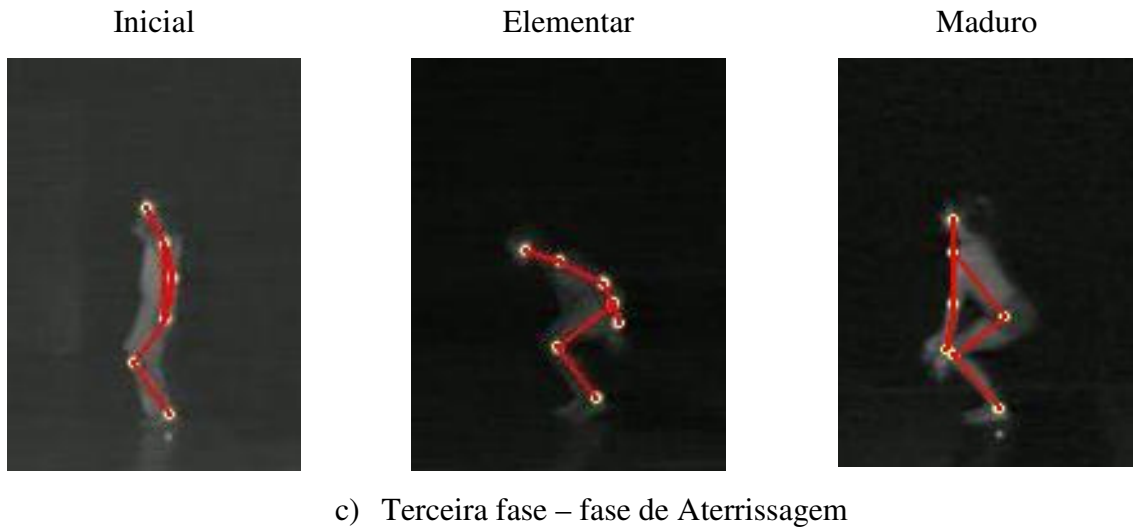 Inicial Elementar Maduro
c) Terceira fase – fase de Aterrissagem